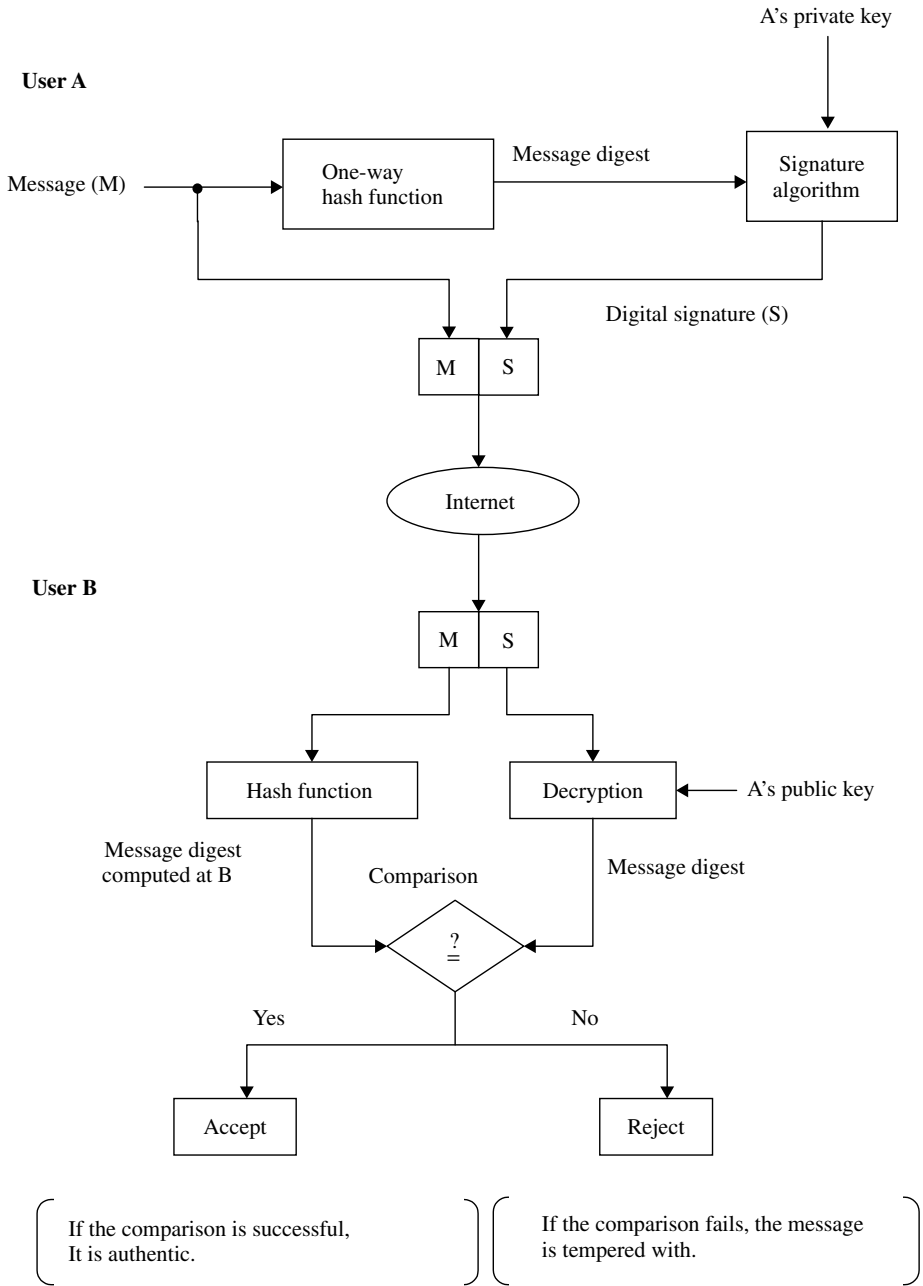 A's private key
User A
Message (M)
One-way
hash function
Message digest
Signature
algorithm
Digital signature (S)
M
S
Internet
User B
M
S
Hash function
Decryption
A's public key
Message digest
computed at B
Comparison
Message digest
?
=
Yes
No
Accept
Reject
If the comparison is successful,
It is authentic.
If the comparison fails, the message
is tempered with.